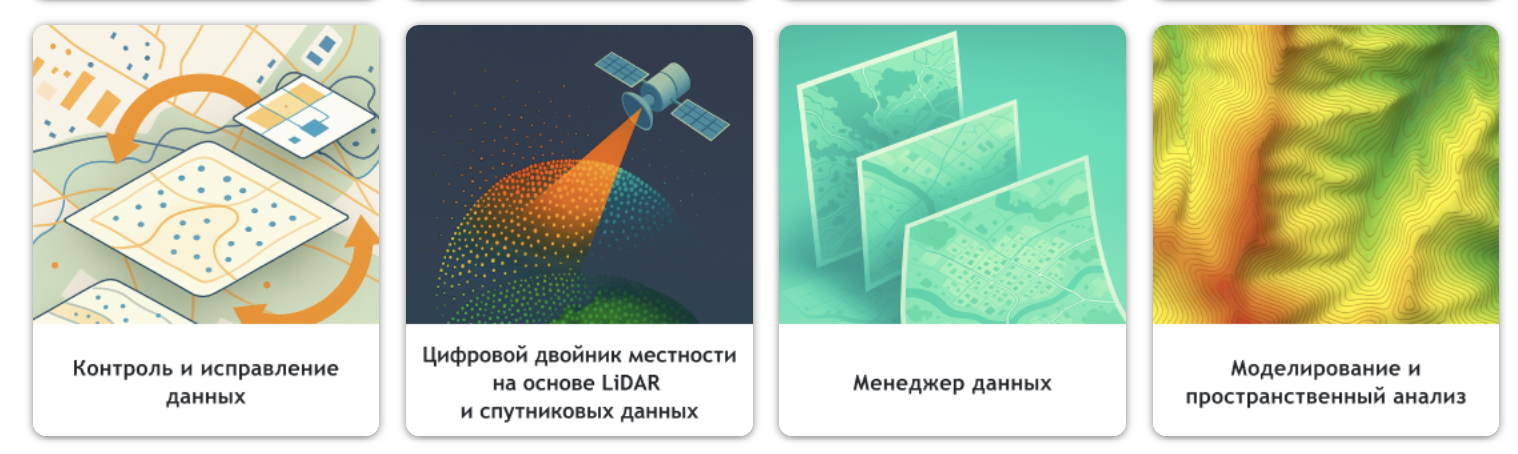 Контроль и исправление
данных
Цифровой двойник местности
на основе LiDAR
и спутниковых данных
Менеджер данных
Моделирование и
пространственный анализ